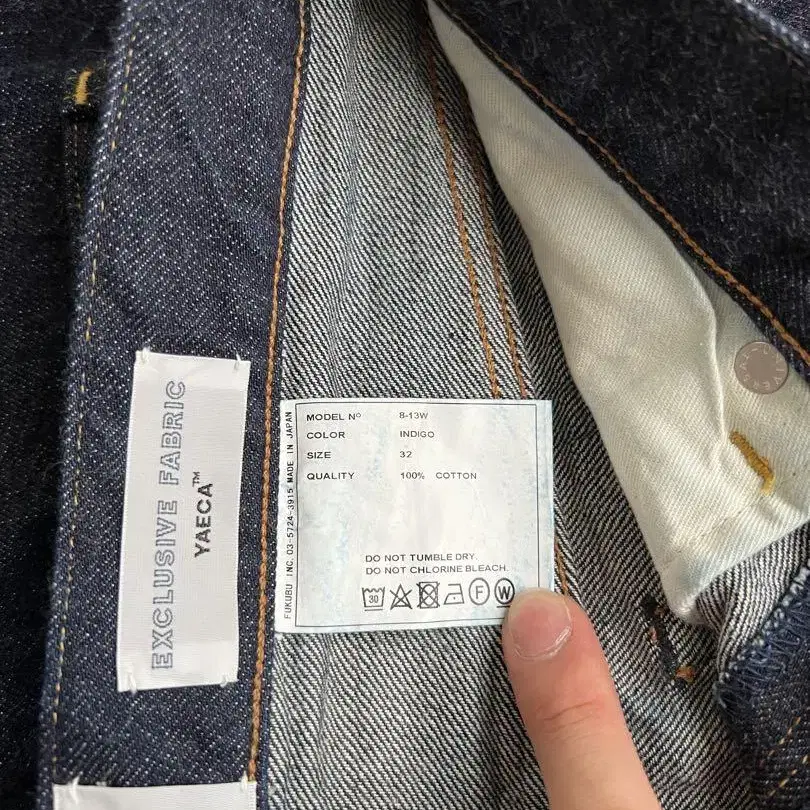 EXCLUSIVE FABRIC
YAECA™
FUKUBU INC. 03-5724-3915 MADE IN JAPAN
MODEL Nº 8-13W
COLOR INDIGO
SIZE 32
QUALITY 100% COTTON
DO NOT TUMBLE DRY.
DO NOT CHLORINE BLEACH.
30 F W